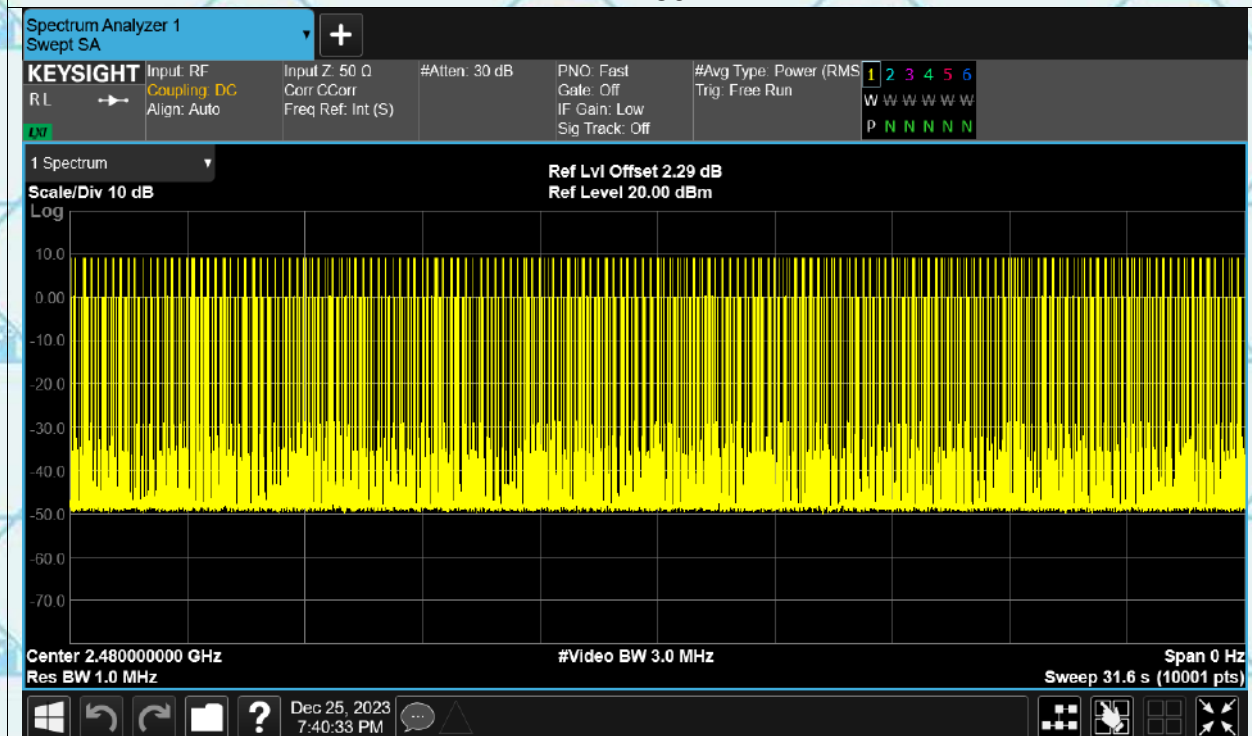 Spectrum Analyzer 1
Swept SA
+
KEYSIGHT
RL
LXI
Input: RF
Coupling: DC
Align: Auto
Input Z: 50 Ω
Corr CCorr
Freq Ref: Int (S)
#Atten: 30 dB
PNO: Fast
Gate: Off
IF Gain: Low
Sig Track: Off
#Avg Type: Power (RMS
Trig: Free Run
1 2 3 4 5 6
W W W W W W
P N N N N N
1 Spectrum
Scale/Div 10 dB
Ref Lvl Offset 2.29 dB
Ref Level 20.00 dBm
Log
10.0
0.00
-10.0
-20.0
-30.0
-40.0
-50.0
-60.0
-70.0
Center 2.480000000 GHz
#Video BW 3.0 MHz
Span 0 Hz
Res BW 1.0 MHz
Sweep 31.6 s (10001 pts)
?
Dec 25, 2023
7:40:33 PM